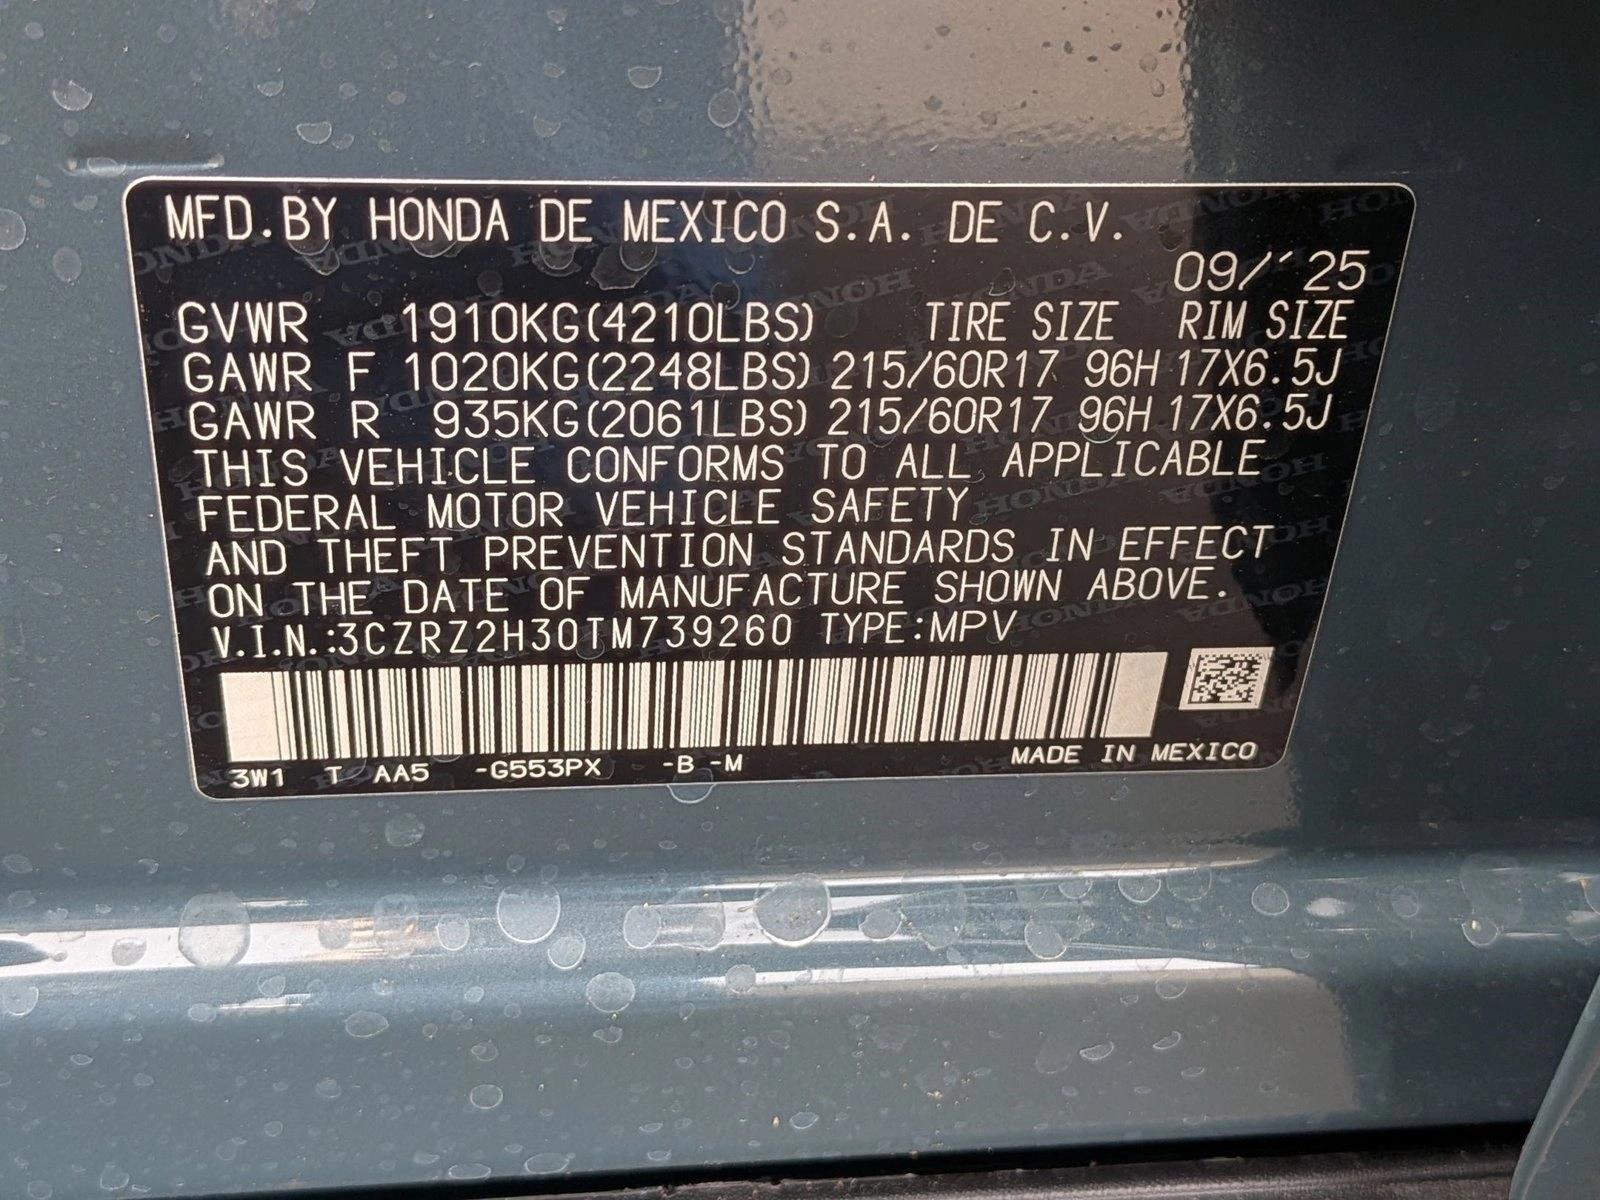 MFD.BY HONDA DE MEXICO S.A. DE C.V.
09/'25
GVWR 1910KG(4210LBS) TIRE SIZE RIM SIZE
GAWR F 1020KG(2248LBS) 215/60R17 96H 17X6.5J
GAWR R 935KG(2061LBS) 215/60R17 96H 17X6.5J
THIS VEHICLE CONFORMS TO ALL APPLICABLE
FEDERAL MOTOR VEHICLE SAFETY
AND THEFT PREVENTION STANDARDS IN EFFECT
ON THE DATE OF MANUFACTURE SHOWN ABOVE.
V.I.N.:3CZRZ2H30TM739260 TYPE:MPV
3W1 T AA5 -G553PX -B -M MADE IN MEXICO